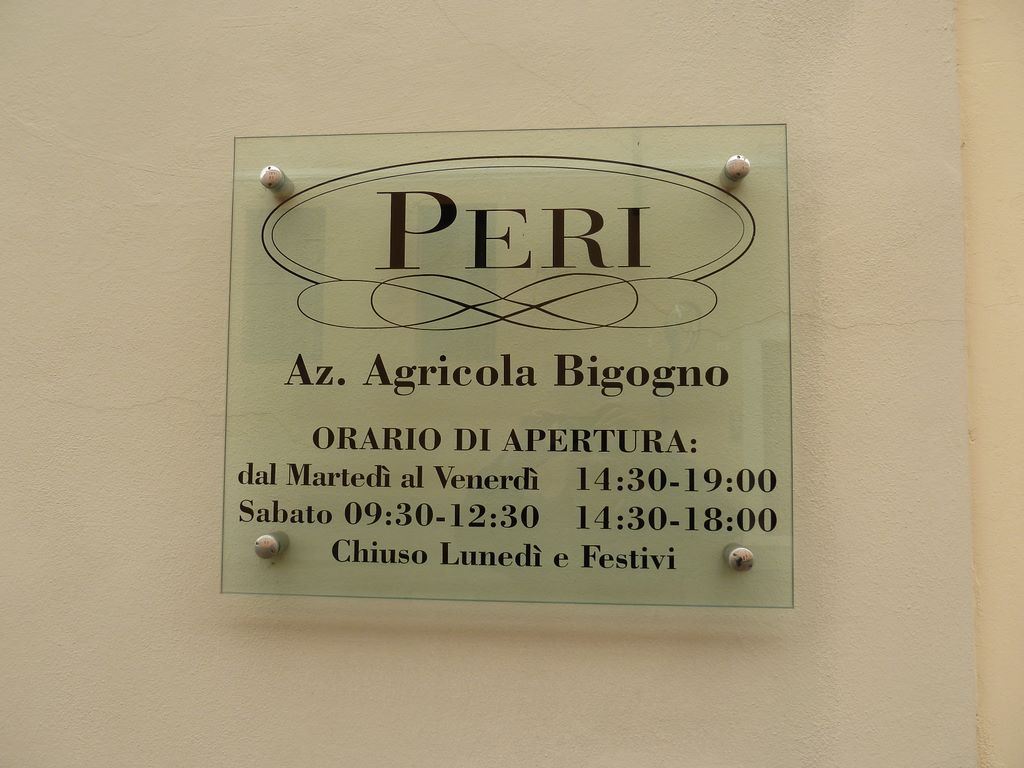 PERI
Az. Agricola Bigogno
ORARIO DI APERTURA:
dal Martedì al Venerdì 14:30-19:00
Sabato 09:30-12:30 14:30-18:00
Chiuso Lunedì e Festivi